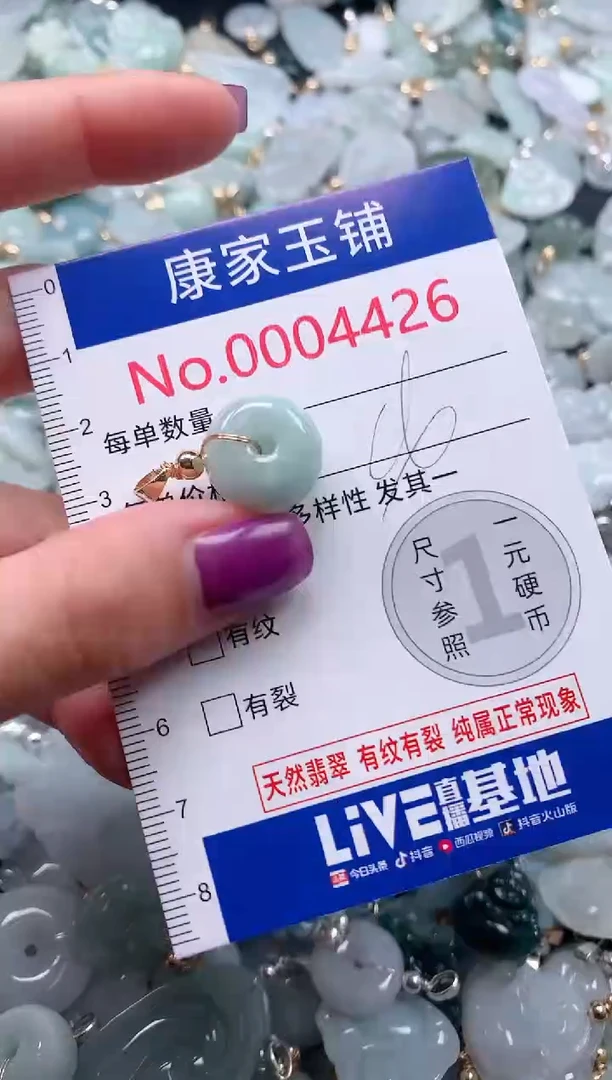 康家玉铺
No.0004426
0
1
2
3
6
7
8
每单数量
多样性 发其一
尺寸参照
1
一元硬币
有纹
有裂
天然翡翠 有纹有裂 纯属正常现象
LiVE直播基地
今日头条 抖音 西瓜视频 抖音火山版